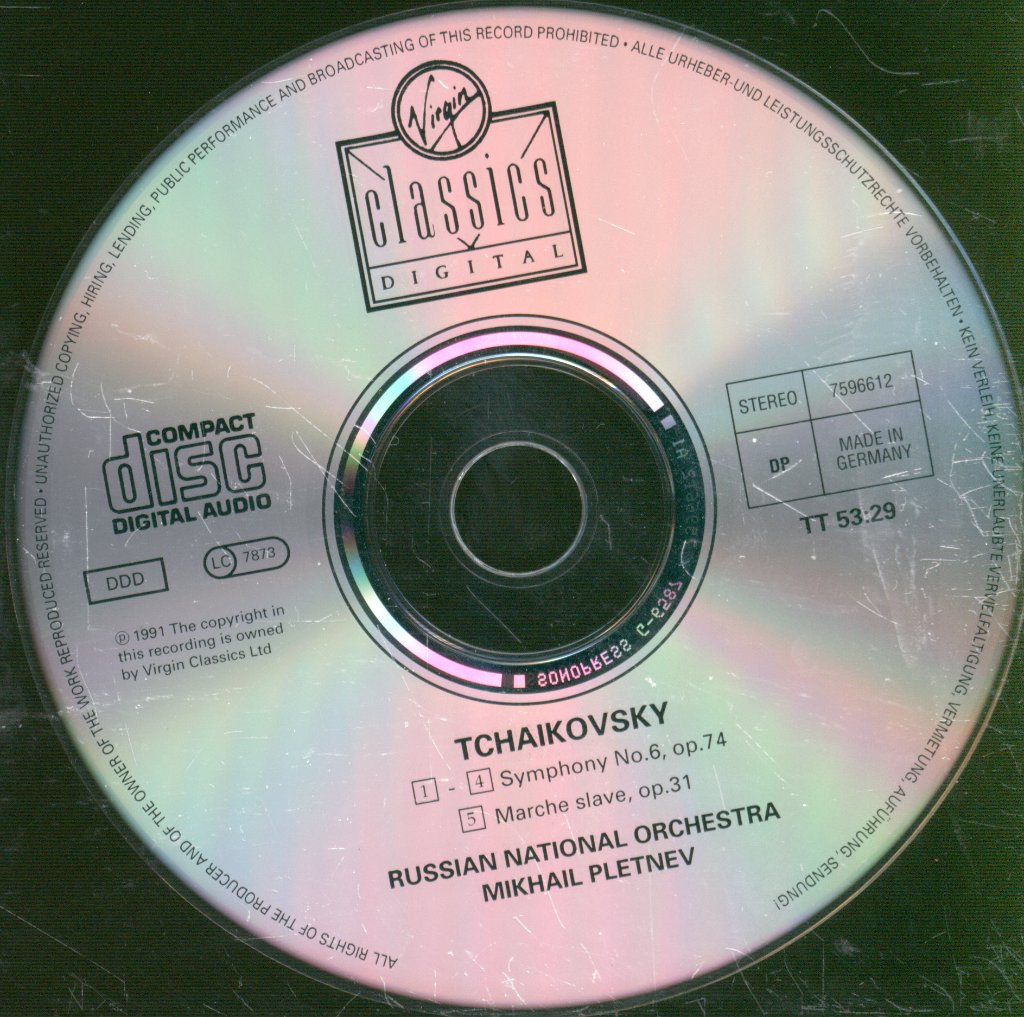 ALL RIGHTS OF THE PRODUCER AND OF THE OWNER OF THE WORK REPRODUCED RESERVED • UNAUTHORIZED COPYING, HIRING, LENDING, PUBLIC PERFORMANCE AND BROADCASTING OF THIS RECORD PROHIBITED • ALLE URHEBER-UND LEISTUNGSSCHUTZRECHTE VORBEHALTEN • KEIN VERLEIH, KEINE UNERLAUBTE VERVIELFÄLTIGUNG, VERMIETUNG, AUFÜHRUNG, SENDUNG!
Virgin
classics
DIGITAL
COMPACT
disc
DIGITAL AUDIO
DDD
LC 7873
℗ 1991 The copyright in
this recording is owned
by Virgin Classics Ltd
STEREO 7596612
DP MADE IN
GERMANY
TT 53:29
SONOPRESS
TCHAIKOVSKY
1 - 4 Symphony No.6, op.74
5 Marche slave, op.31
RUSSIAN NATIONAL ORCHESTRA
MIKHAIL PLETNEV